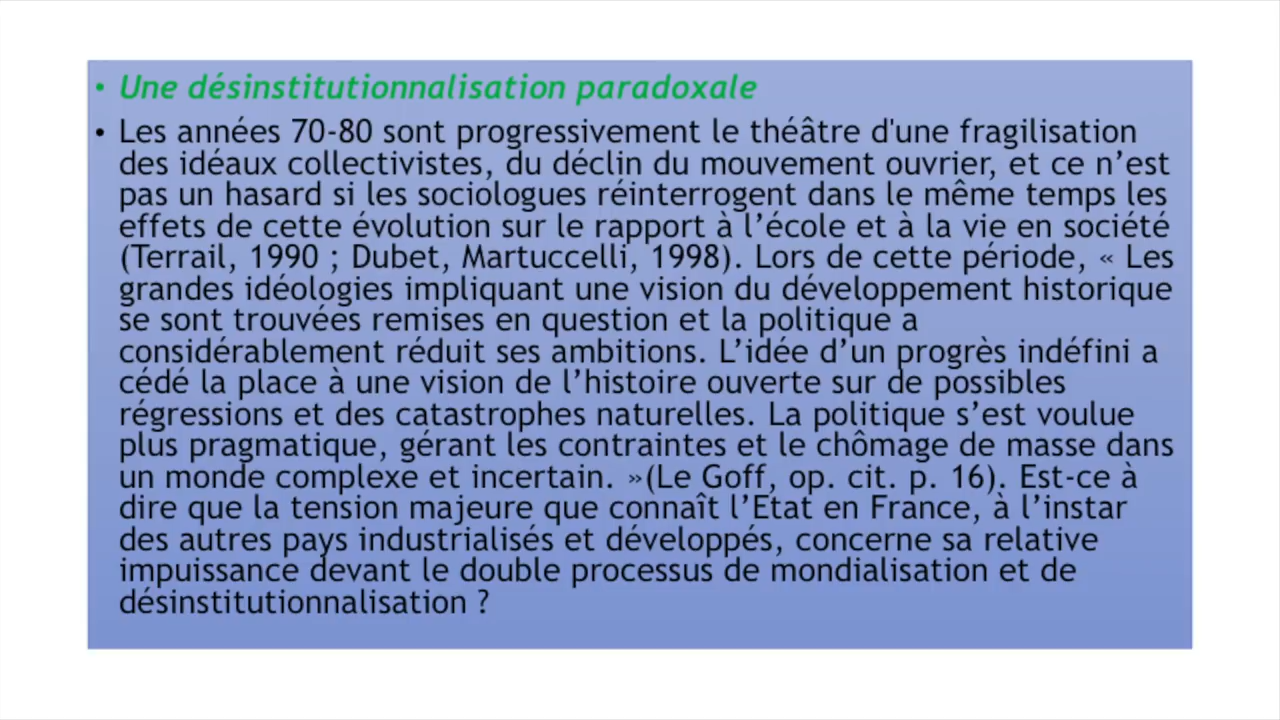 • Une désinstitutionnalisation paradoxale
• Les années 70-80 sont progressivement le théâtre d'une fragilisation
des idéaux collectivistes, du déclin du mouvement ouvrier, et ce n’est
pas un hasard si les sociologues réinterrogent dans le même temps les
effets de cette évolution sur le rapport à l’école et à la vie en société
(Terrail, 1990 ; Dubet, Martuccelli, 1998). Lors de cette période, « Les
grandes idéologies impliquant une vision du développement historique
se sont trouvées remises en question et la politique a
considérablement réduit ses ambitions. L’idée d’un progrès indéfini a
cédé la place à une vision de l’histoire ouverte sur de possibles
régressions et des catastrophes naturelles. La politique s’est voulue
plus pragmatique, gérant les contraintes et le chômage de masse dans
un monde complexe et incertain. »(Le Goff, op. cit. p. 16). Est-ce à
dire que la tension majeure que connaît l’Etat en France, à l’instar
des autres pays industrialisés et développés, concerne sa relative
impuissance devant le double processus de mondialisation et de
désinstitutionnalisation ?